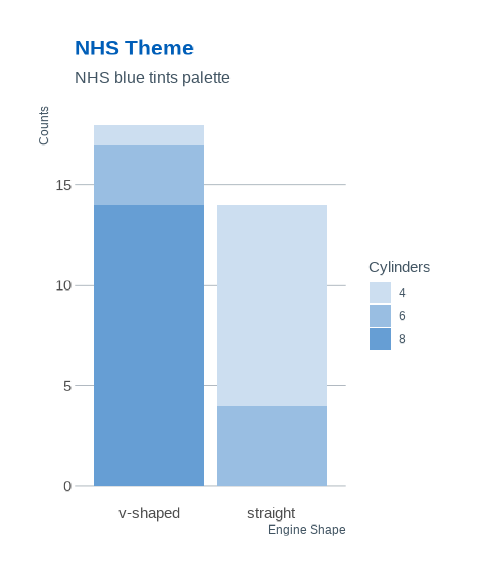 NHS Theme
NHS blue tints palette
Counts
15
10
5
0
v-shaped
straight
Engine Shape
Cylinders
4
6
8